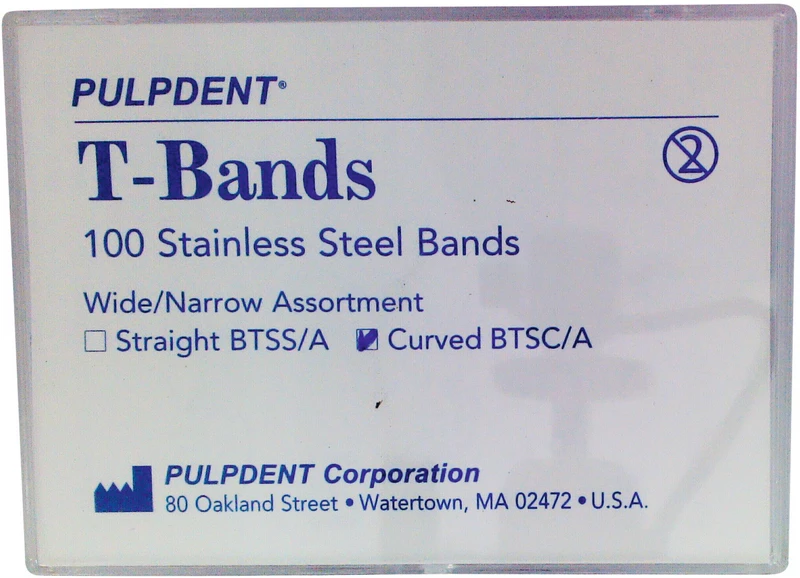 PULPDENT®
T-Bands
2
100 Stainless Steel Bands
Wide/Narrow Assortment
☐ Straight BTSS/A ☑ Curved BTSC/A
PULPDENT Corporation
80 Oakland Street • Watertown, MA 02472 • U.S.A.